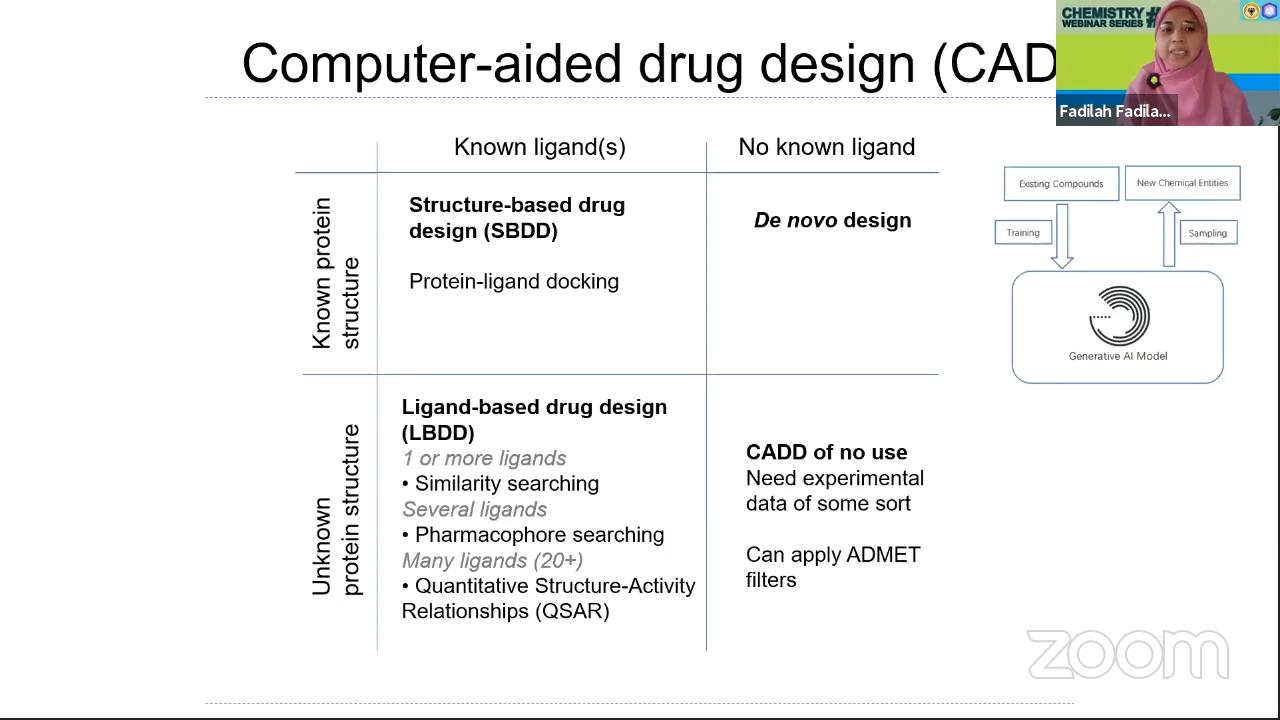 CHEMISTRY #
WEBINAR SERIES
Fadilah Fadila...
Computer-aided drug design (CAD
Known ligand(s)
No known ligand
Known protein
structure
Structure-based drug
design (SBDD)
Protein-ligand docking
De novo design
Unknown
protein structure
Ligand-based drug design
(LBDD)
1 or more ligands
• Similarity searching
Several ligands
• Pharmacophore searching
Many ligands (20+)
• Quantitative Structure-Activity
Relationships (QSAR)
CADD of no use
Need experimental
data of some sort
Can apply ADMET
filters
Existing Compounds
New Chemical Entities
Training
Sampling
Generative AI Model
zoom